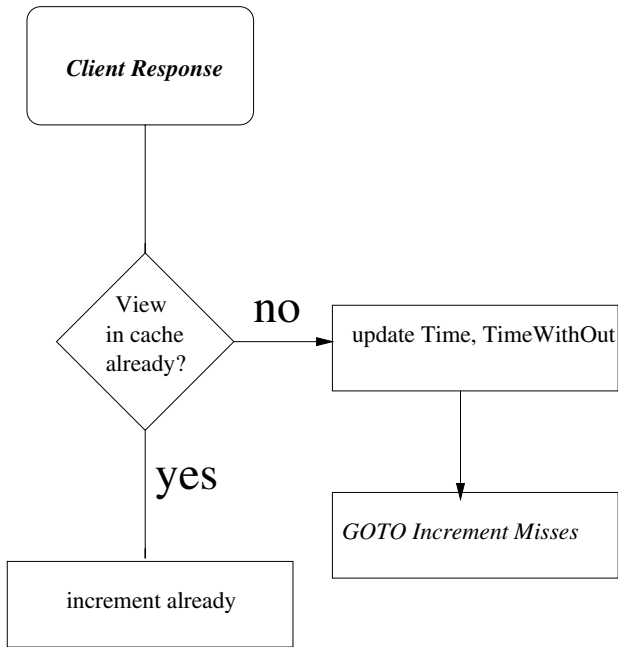 Client Response
View
in cache
already?
no
update Time, TimeWithOut
yes
GOTO Increment Misses
increment already